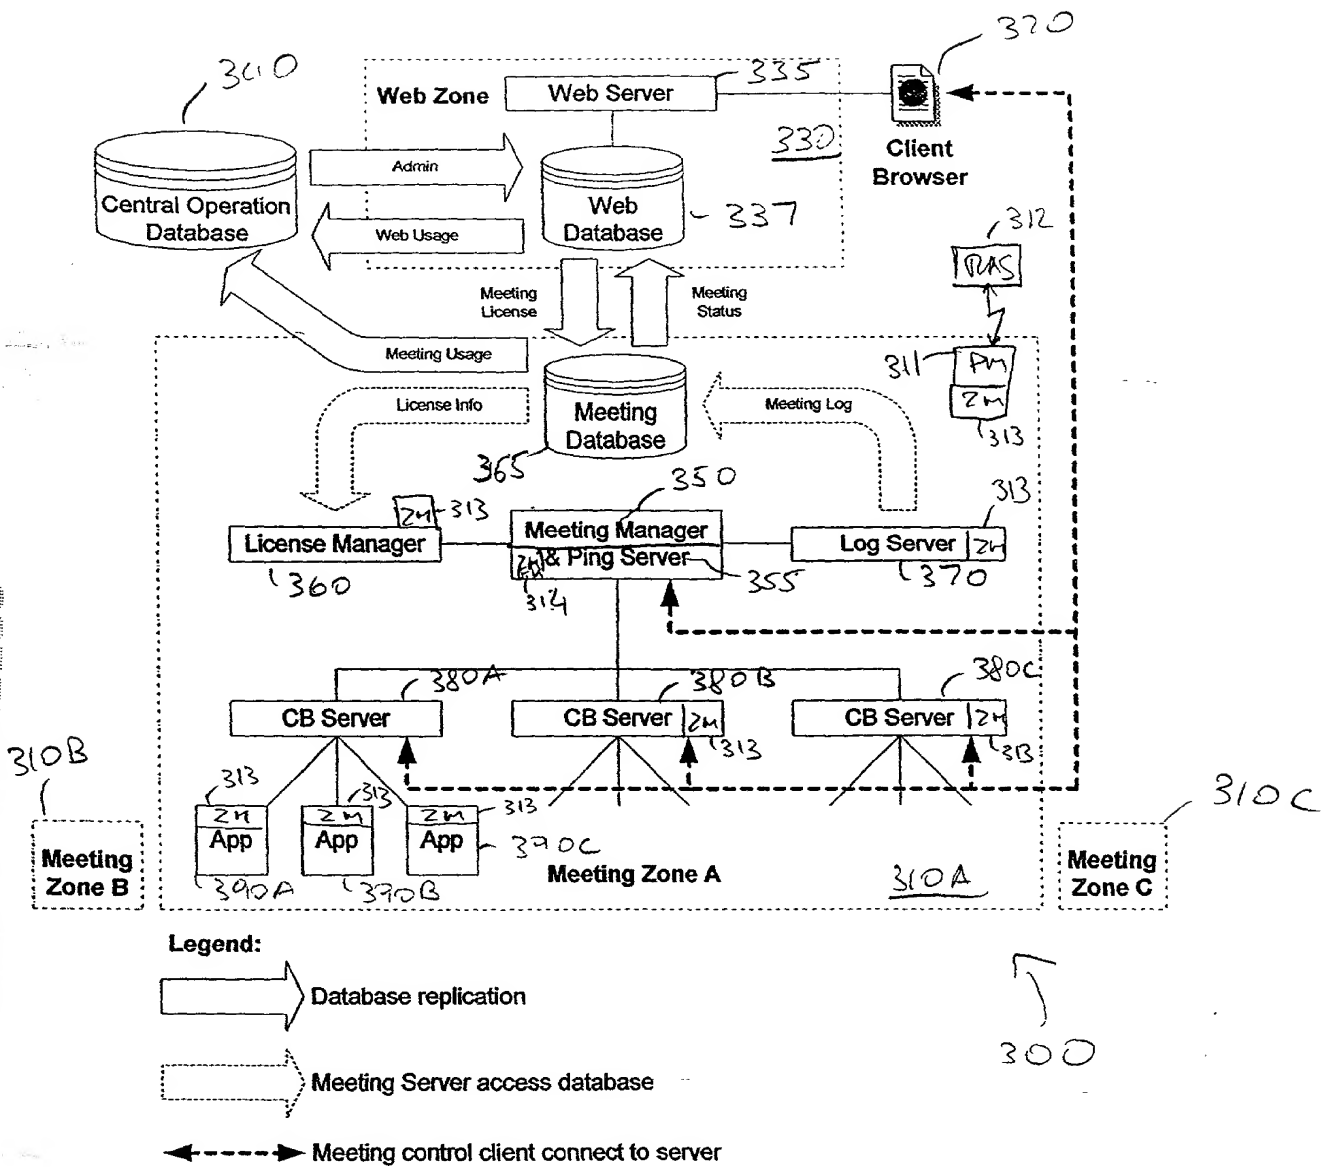 320
340
335
Web Zone
Web Server
330
Client
Browser
Admin
Central Operation
Database
Web
Database
337
Web Usage
312
RAS
Meeting
License
Meeting
Status
311
PM
ZM
313
Meeting Usage
License Info
Meeting Log
Meeting
Database
365
350
ZM
313
313
License Manager
Meeting Manager
& Ping Server
ZM
314
355
Log Server
ZM
360
370
380A
380B
380C
CB Server
CB Server
ZM
CB Server
ZM
313
313
310B
313
313
313
310C
ZM
ZM
ZM
App
App
App
390C
390A
390B
Meeting
Zone B
Meeting Zone A
310A
Meeting
Zone C
Legend:
Database replication
300
Meeting Server access database
Meeting control client connect to server